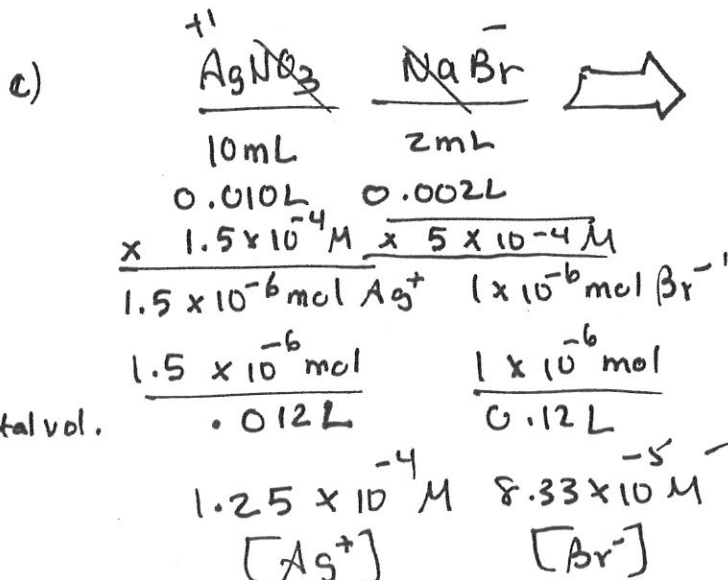 +1 −
c) AgNO3 NaBr
10mL 2mL
0.010L 0.002L
x 1.5x10^-4 M x 5 x 10-4 M
1.5 x 10^-6 mol Ag+ 1x10^-6 mol Br^-1
1.5 x 10^-6 mol 1 x 10^-6 mol
tal vol. .012L 0.12L
1.25 x 10^-4 M 8.33x10^-5 M
[Ag+] [Br-]